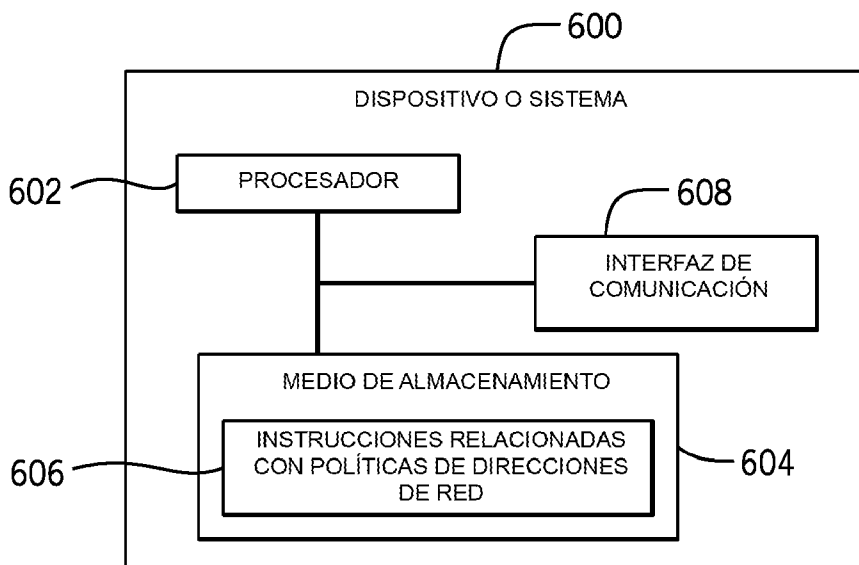 600
DISPOSITIVO O SISTEMA
PROCESADOR
602
608
INTERFAZ DE
COMUNICACIÓN
MEDIO DE ALMACENAMIENTO
INSTRUCCIONES RELACIONADAS
CON POLÍTICAS DE DIRECCIONES
DE RED
606
604